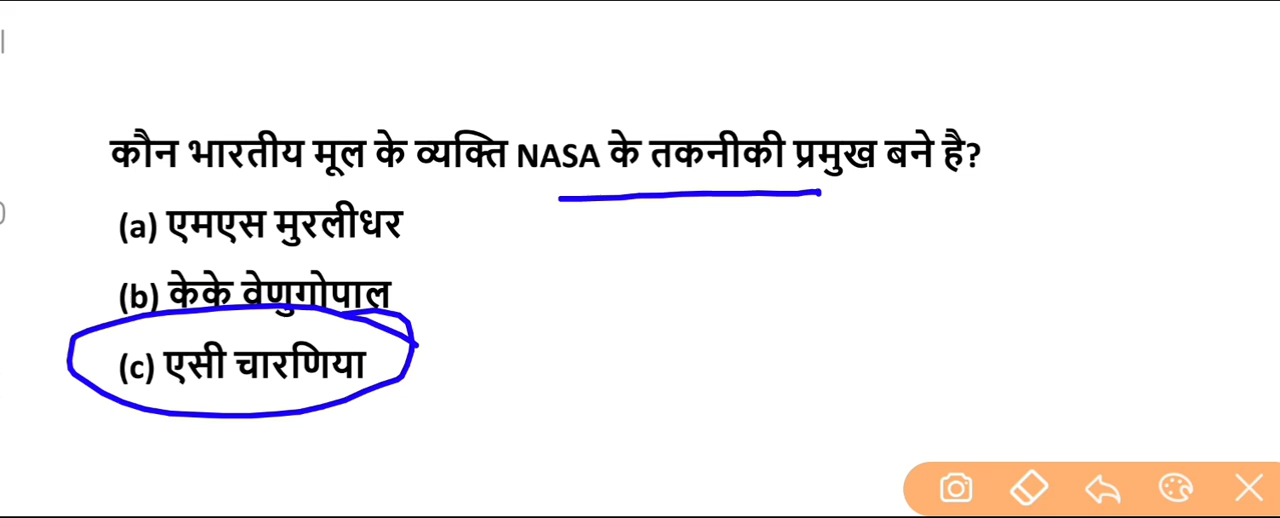 कौन भारतीय मूल के व्यक्ति NASA के तकनीकी प्रमुख बने है?
(a) एमएस मुरलीधर
(b) केके वेणुगोपाल
(c) एसी चारणिया